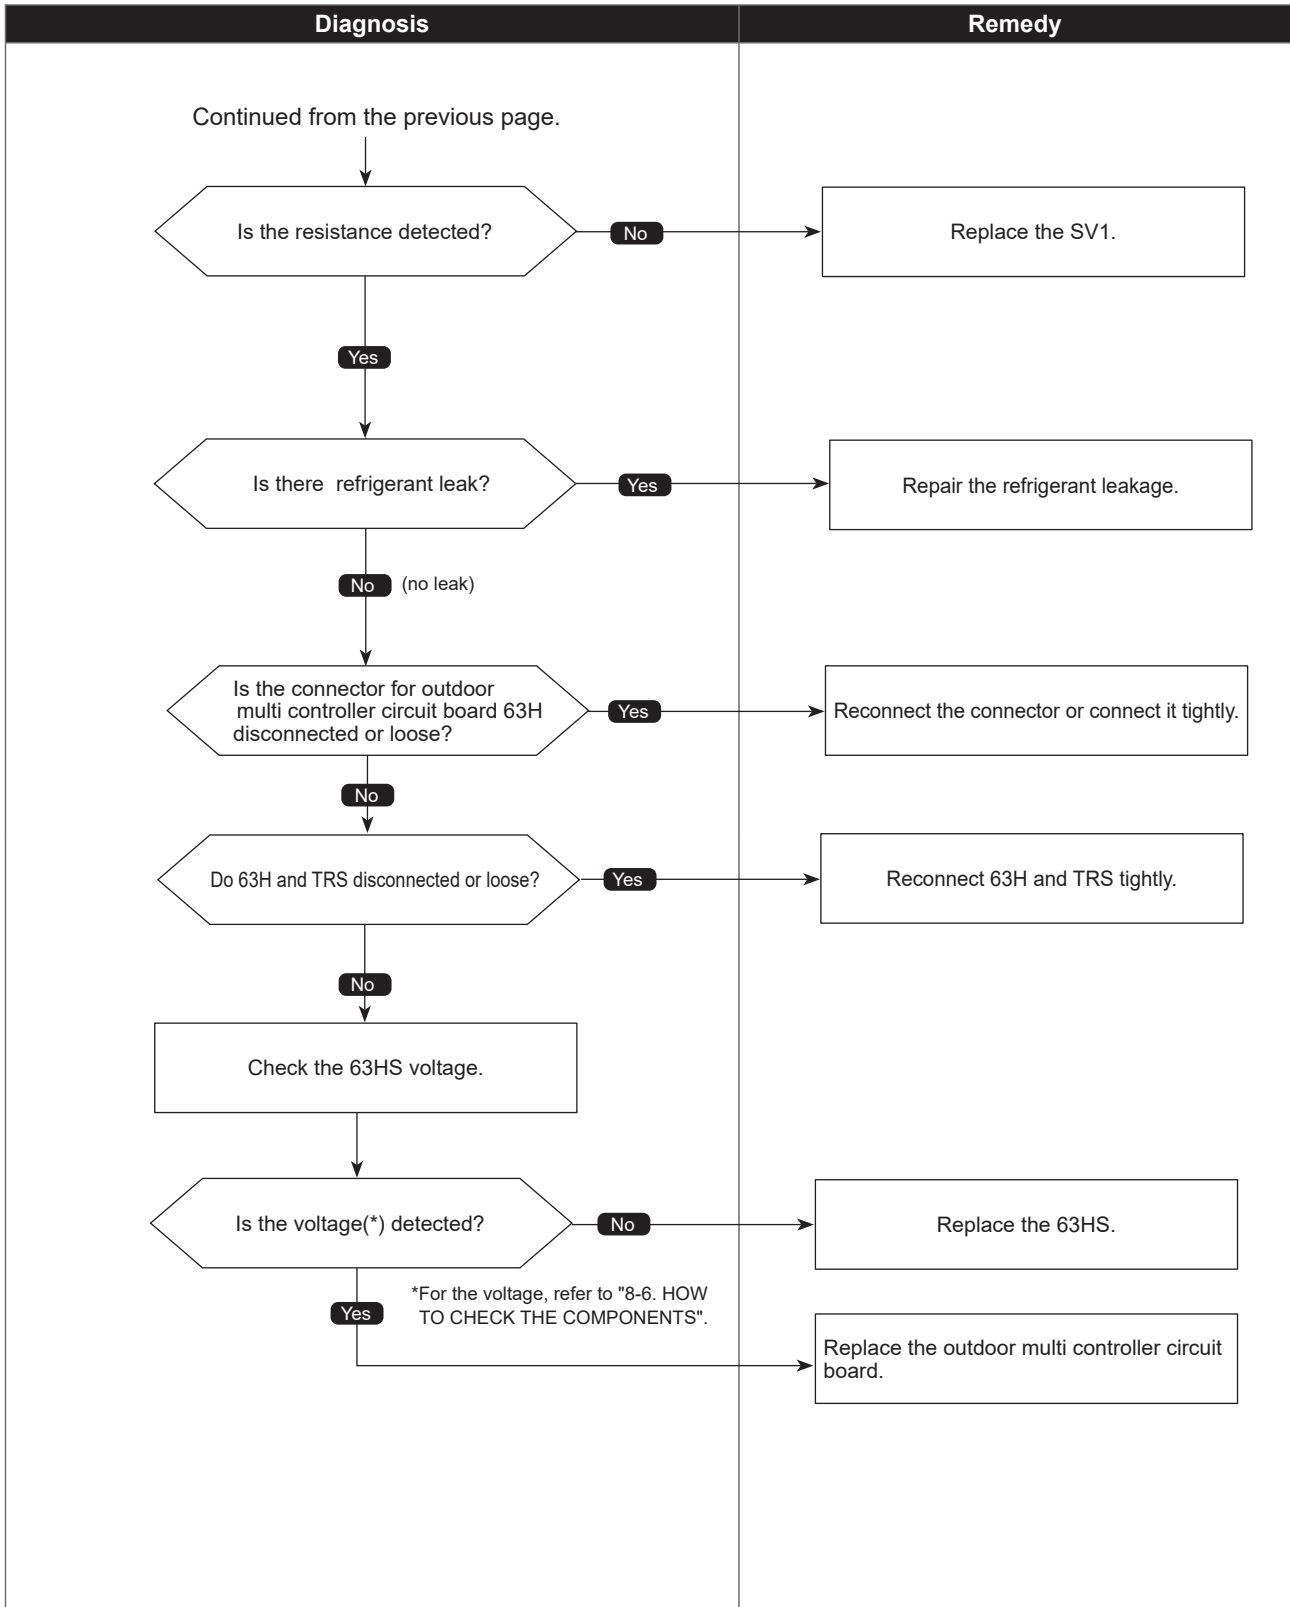 Diagnosis
Remedy
Continued from the previous page.
Is the resistance detected?
No
Replace the SV1.
Yes
Is there refrigerant leak?
Yes
Repair the refrigerant leakage.
No
(no leak)
Is the connector for outdoor
multi controller circuit board 63H
disconnected or loose?
Yes
Reconnect the connector or connect it tightly.
No
Do 63H and TRS disconnected or loose?
Yes
Reconnect 63H and TRS tightly.
No
Check the 63HS voltage.
Is the voltage(*) detected?
No
Replace the 63HS.
*For the voltage, refer to "8-6. HOW
TO CHECK THE COMPONENTS".
Yes
Replace the outdoor multi controller circuit
board.